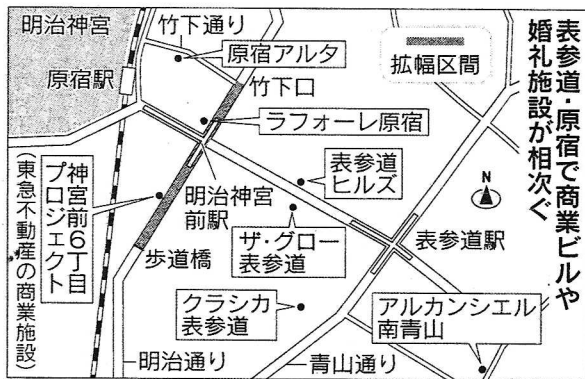 表参道・原宿で商業ビルや
婚礼施設が相次ぐ
明治神宮
竹下通り
原宿アルタ
拡幅区間
原宿駅
竹下口
ラフォーレ原宿
表参道
ヒルズ
N
神宮前6丁目
プロジェクト
(東急不動産の商業施設)
明治神宮
前駅
ザ・グロー
表参道
表参道駅
歩道橋
クラシカ
表参道
アルカンシエル
南青山
明治通り
青山通り